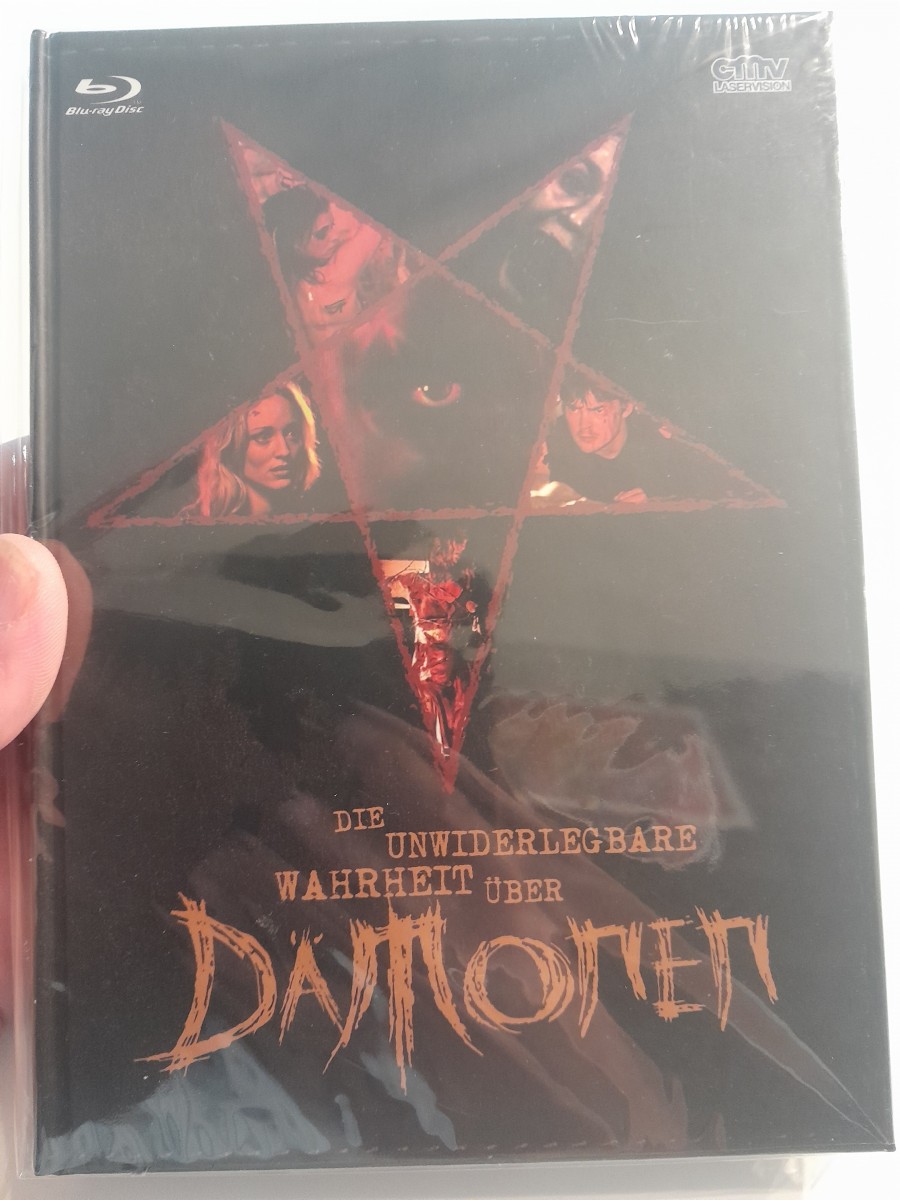 Blu-ray Disc
cmv
LASERVISION
DIE
UNWIDERLEGBARE
WAHRHEIT ÜBER
DÄMONEN